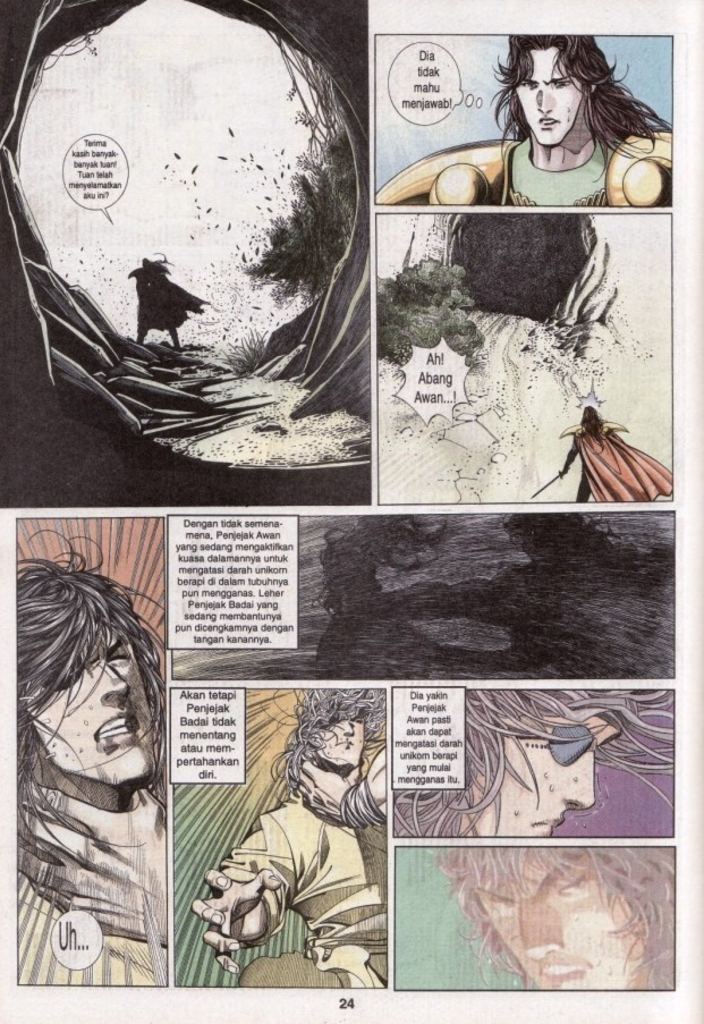 Terima
kasih banyak-
banyak tuan!
Tuan telah
menyelamatkan
aku ini?
Dia
tidak
mahu
menjawab!
Ah!
Abang
Awan...!
Dengan tidak semena-
mena, Penjejak Awan
yang sedang mengaktifkan
kuasa dalamannya untuk
mengatasi darah unikorn
berapi di dalam tubuhnya
pun mengganas. Leher
Penjejak Badai yang
sedang membantunya
pun dicengkamnya dengan
tangan kanannya.
Uh...
Akan tetapi
Penjejak
Badai tidak
menentang
atau mem-
pertahankan
diri.
Dia yakin
Penjejak
Awan pasti
akan dapat
mengatasi darah
unikorn berapi
yang mulai
mengganas itu.
24